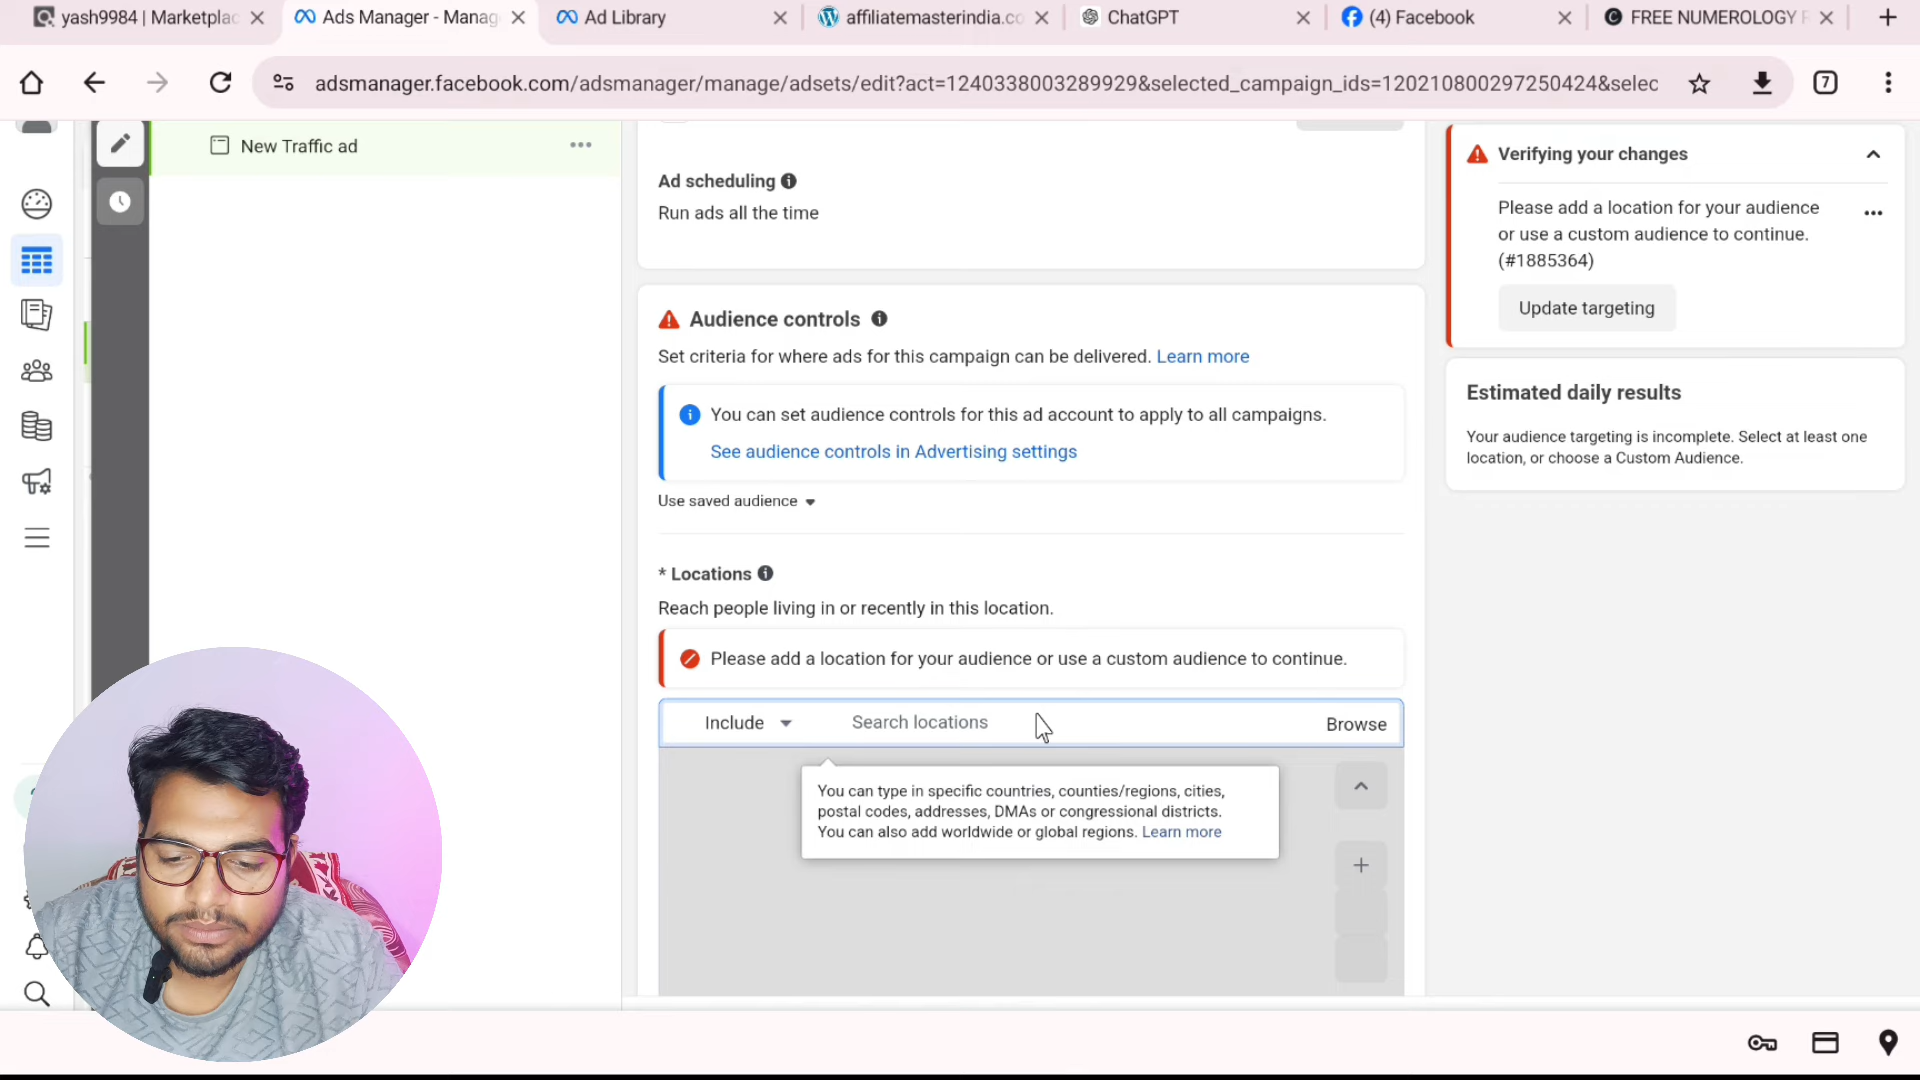 yash9984 | Marketplac
Ads Manager - Manag
Ad Library
affiliatemasterindia.co
ChatGPT
(4) Facebook
FREE NUMEROLOGY R
adsmanager.facebook.com/adsmanager/manage/adsets/edit?act=1240338003289929&selected_campaign_ids=120210800297250424&selec
7
New Traffic ad
Ad scheduling
Run ads all the time
Audience controls
Set criteria for where ads for this campaign can be delivered. Learn more
You can set audience controls for this ad account to apply to all campaigns.
See audience controls in Advertising settings
Use saved audience
* Locations
Reach people living in or recently in this location.
Please add a location for your audience or use a custom audience to continue.
Include
Search locations
Browse
You can type in specific countries, counties/regions, cities,
postal codes, addresses, DMAs or congressional districts.
You can also add worldwide or global regions. Learn more
Verifying your changes
Please add a location for your audience
or use a custom audience to continue.
(#1885364)
Update targeting
Estimated daily results
Your audience targeting is incomplete. Select at least one
location, or choose a Custom Audience.